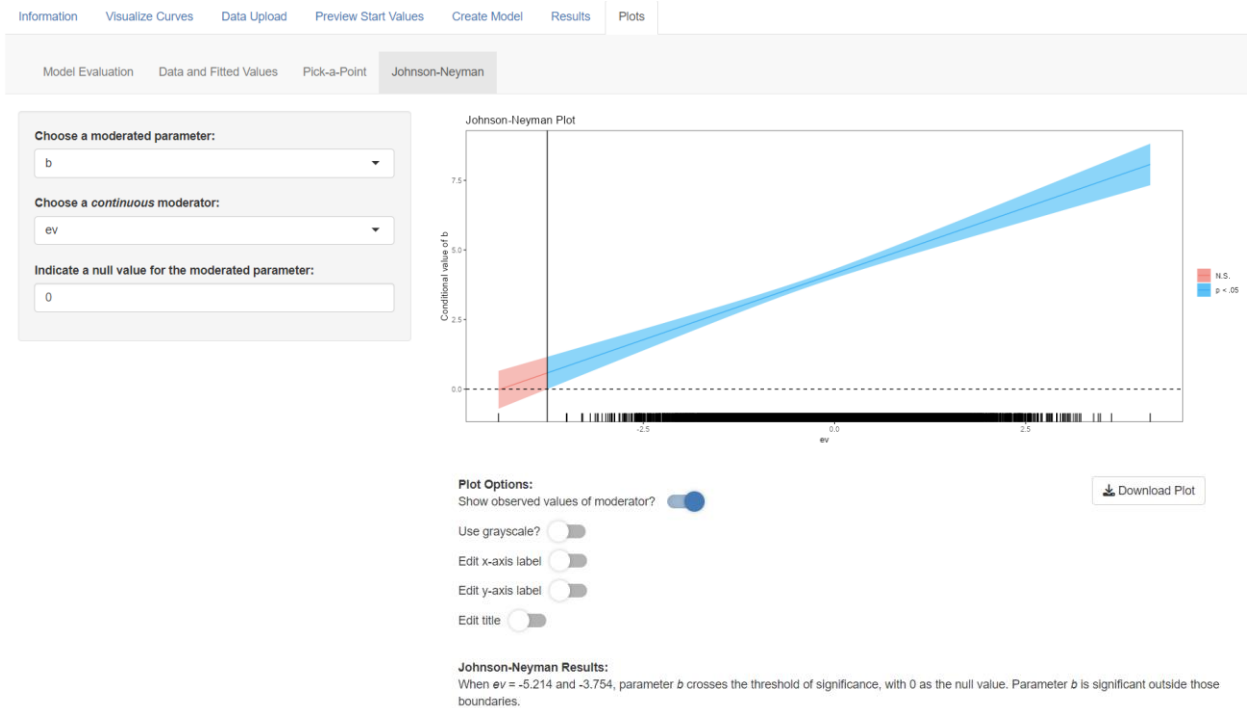 Information Visualize Curves Data Upload Preview Start Values Create Model Results Plots
Model Evaluation Data and Fitted Values Pick-a-Point Johnson-Neyman
Choose a moderated parameter:
b
Choose a continuous moderator:
ev
Indicate a null value for the moderated parameter:
0
Johnson-Neyman Plot
Conditional value of b
7.5
5.0
2.5
0.0
-2.5 0.0 2.5
ev
N.S.
p < .05
Plot Options:
Show observed values of moderator?
Use grayscale?
Edit x-axis label
Edit y-axis label
Edit title
Download Plot
Johnson-Neyman Results:
When ev = -5.214 and -3.754, parameter b crosses the threshold of significance, with 0 as the null value. Parameter b is significant outside those
boundaries.